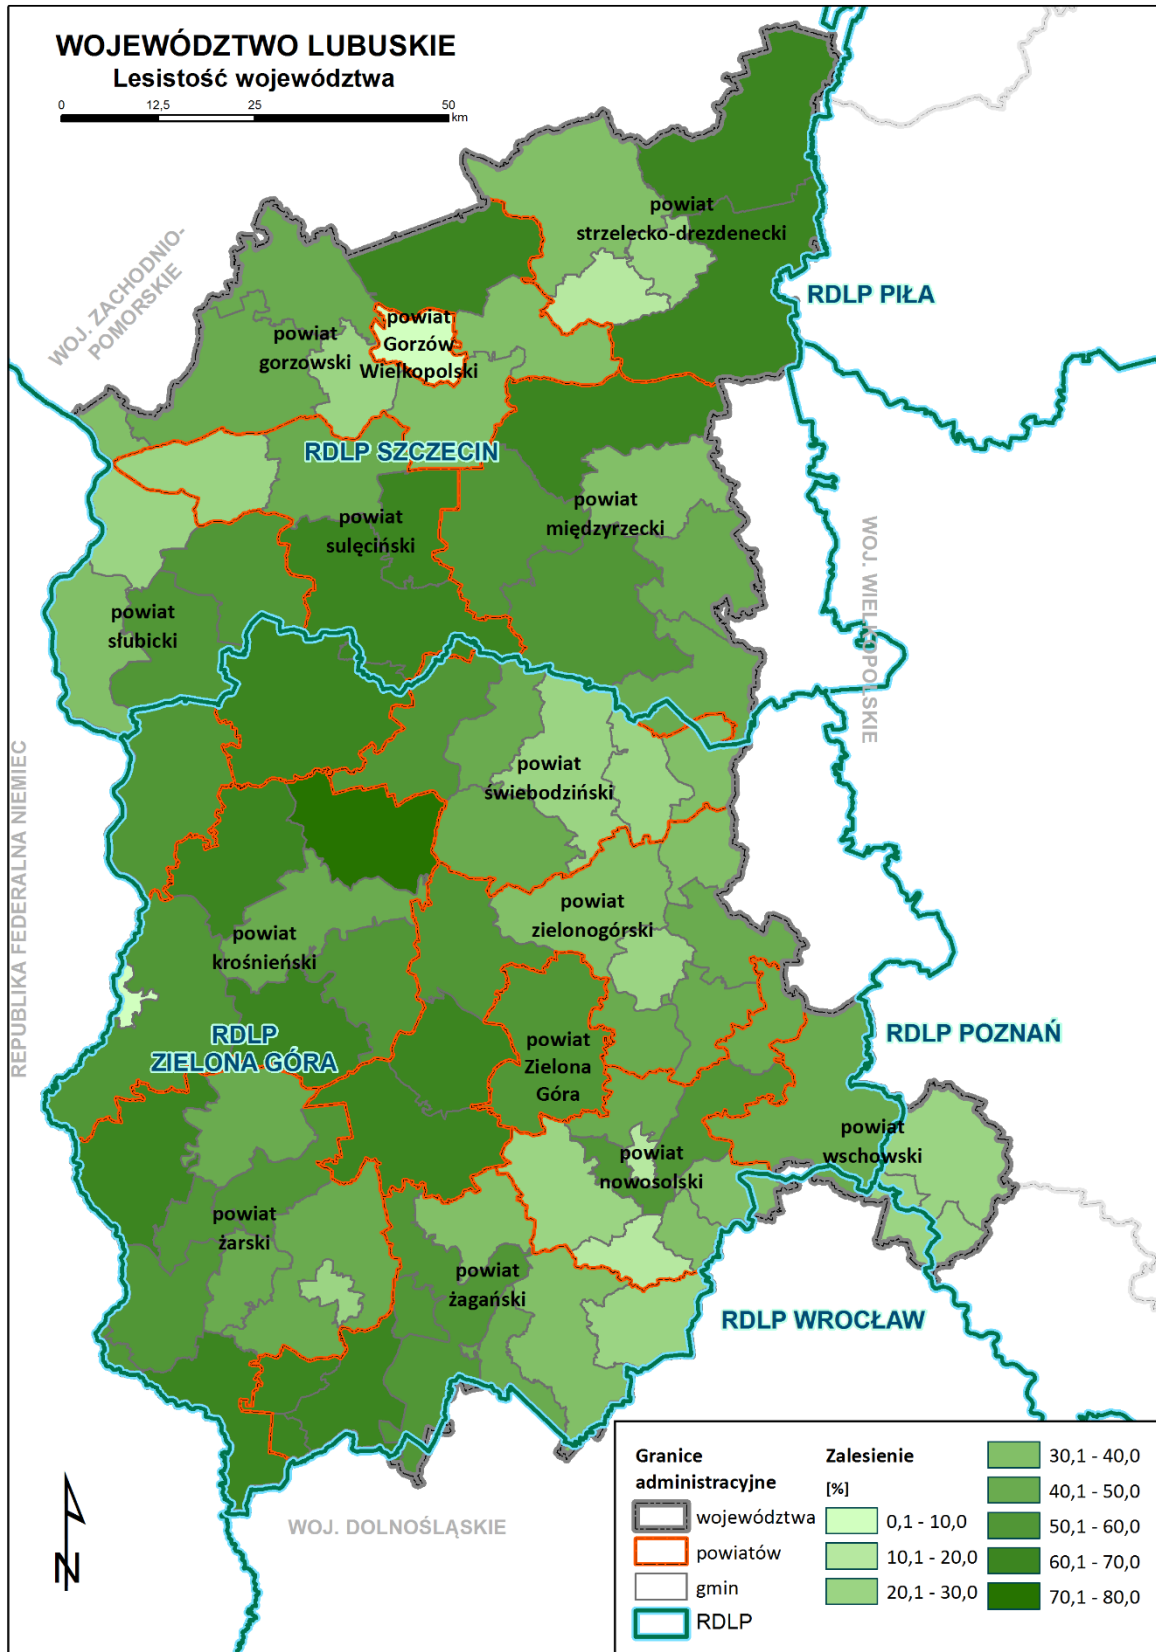 WOJEWÓDZTWO LUBUSKIE
Lesistość województwa
0 12,5 25 50
km
WOJ. ZACHODNIO-
POMORSKIE
powiat
strzelecko-drezdenecki
RDLP PIŁA
powiat
gorzowski
powiat
Gorzów
Wielkopolski
RDLP SZCZECIN
powiat
sulęciński
powiat
międzyrzecki
WOJ. WIELKOPOLSKIE
powiat
słubicki
REPUBLIKA FEDERALNA NIEMIEC
powiat
świebodziński
powiat
zielonogórski
powiat
krośnieński
RDLP
ZIELONA GÓRA
powiat
Zielona
Góra
RDLP POZNAŃ
powiat
wschowski
powiat
nowosolski
powiat
żarski
powiat
żagański
RDLP WROCŁAW
WOJ. DOLNOŚLĄSKIE
N
Granice
administracyjne
województwa
powiatów
gmin
RDLP
Zalesienie
[%]
0,1 - 10,0
10,1 - 20,0
20,1 - 30,0
30,1 - 40,0
40,1 - 50,0
50,1 - 60,0
60,1 - 70,0
70,1 - 80,0